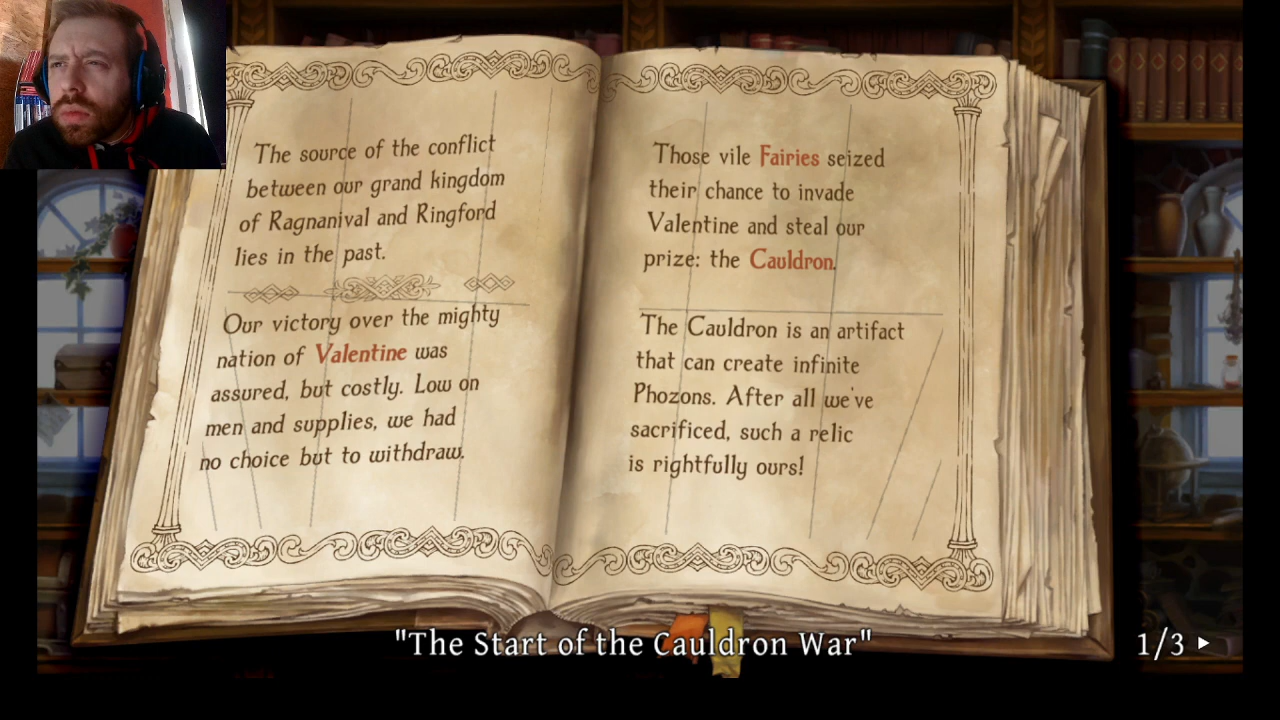 The source of the conflict
between our grand kingdom
of Ragnanival and Ringford
lies in the past.
Our victory over the mighty
nation of Valentine was
assured, but costly. Low on
men and supplies, we had
no choice but to withdraw.
Those vile Fairies seized
their chance to invade
Valentine and steal our
prize: the Cauldron.
The Cauldron is an artifact
that can create infinite
Phozons. After all we've
sacrificed, such a relic
is rightfully ours!
"The Start of the Cauldron War"
1/3